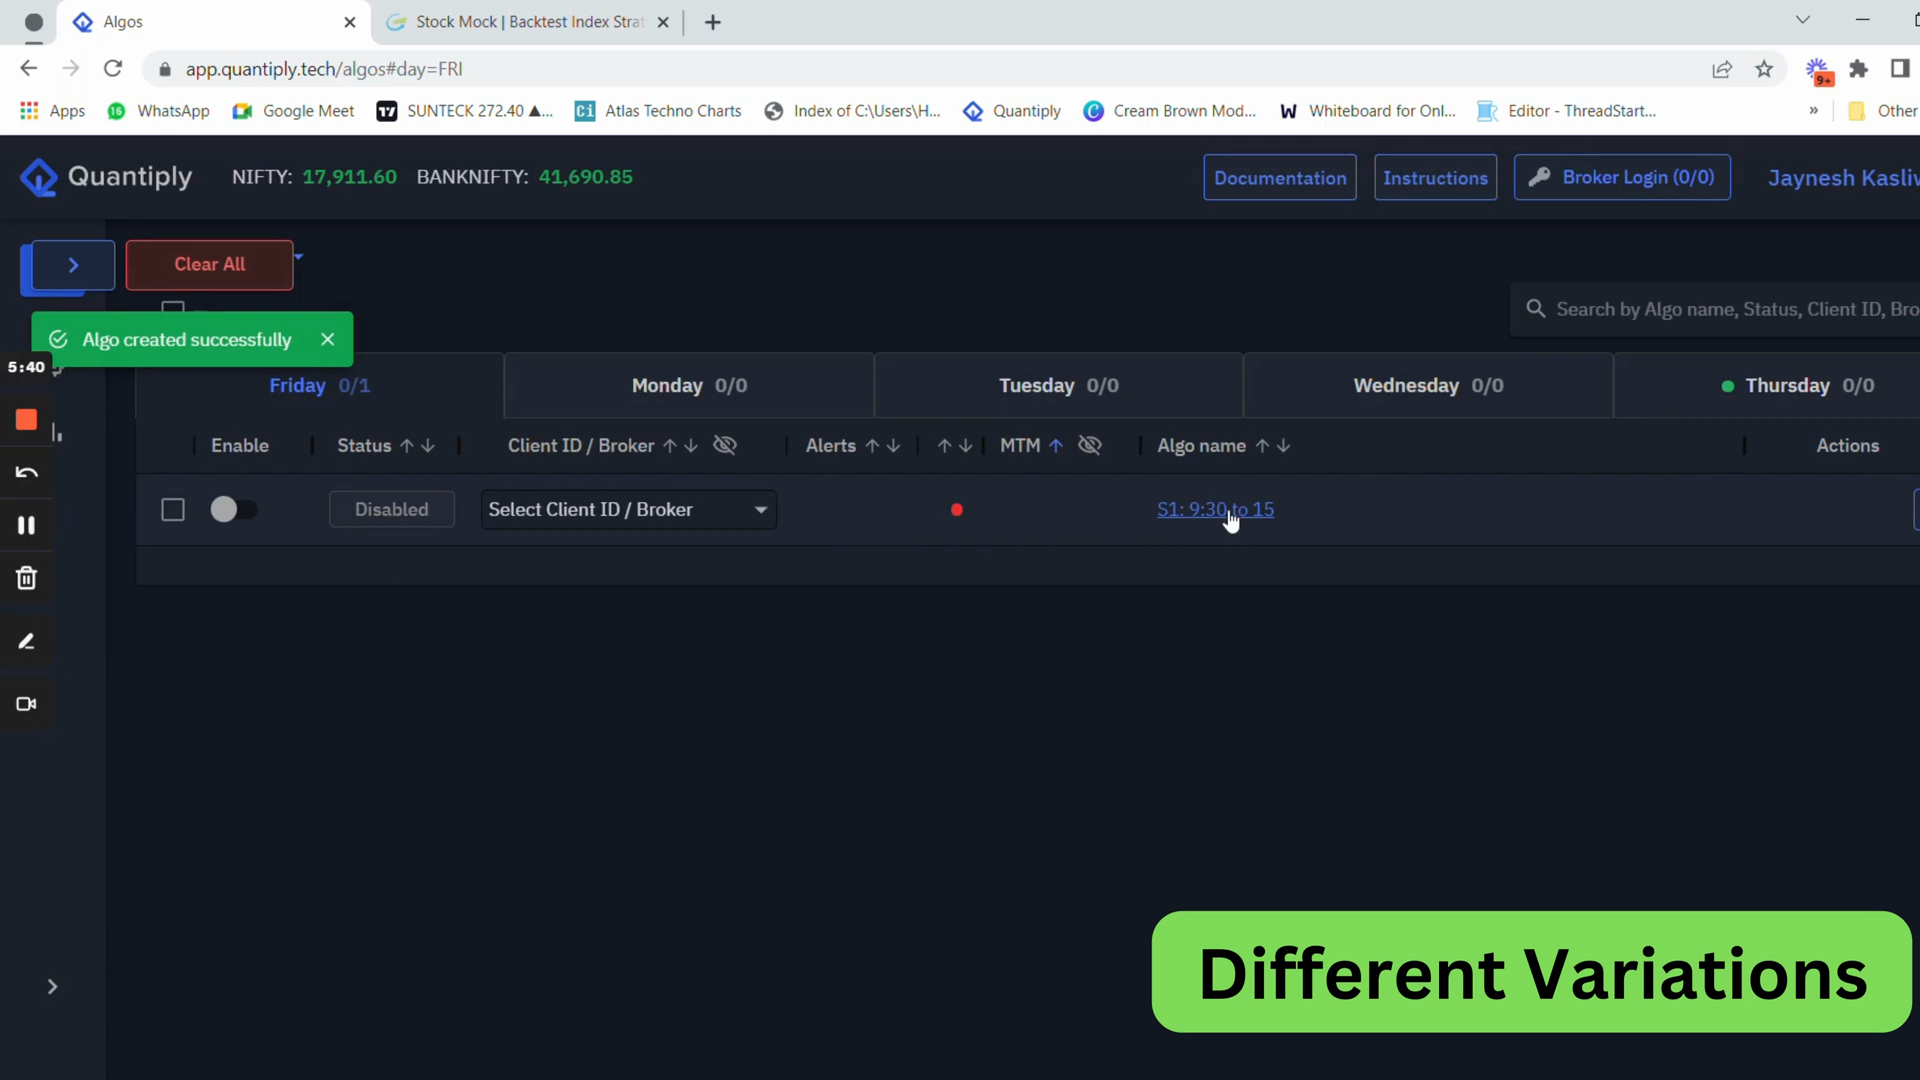 Algos
Stock Mock | Backtest Index Strat
app.quantiply.tech/algos#day=FRI
9+
Apps
16
WhatsApp
Google Meet
SUNTECK 272.40 ▲...
Ci
Atlas Techno Charts
Index of C:\Users\H...
Quantiply
Cream Brown Mod...
W
Whiteboard for Onl...
Editor - ThreadStart...
»
Other
Quantiply
NIFTY: 17,911.60
BANKNIFTY: 41,690.85
Documentation
Instructions
Broker Login (0/0)
Jaynesh Kasliv
Clear All
Search by Algo name, Status, Client ID, Bro
Algo created successfully
5:40
Friday 0/1
Monday 0/0
Tuesday 0/0
Wednesday 0/0
Thursday 0/0
Enable
Status
Client ID / Broker
Alerts
MTM
Algo name
Actions
Disabled
Select Client ID / Broker
S1: 9:30 to 15
Different Variations